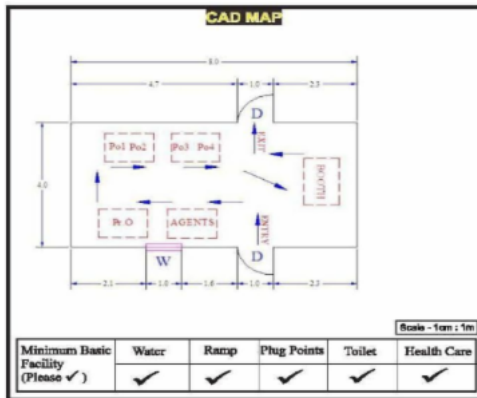 CAD MAP
8.0
4.7 1.0 2.3
D
Po1 Po2 Po3 Po4
EXIT
BOOTH
4.0
Pr.O AGENTS
ENTRY
W D
2.1 1.0 1.6 1.0 2.3
Scale - 1cm : 1m
Minimum Basic Facility (Please ✓) Water Ramp Plug Points Toilet Health Care
✓ ✓ ✓ ✓ ✓